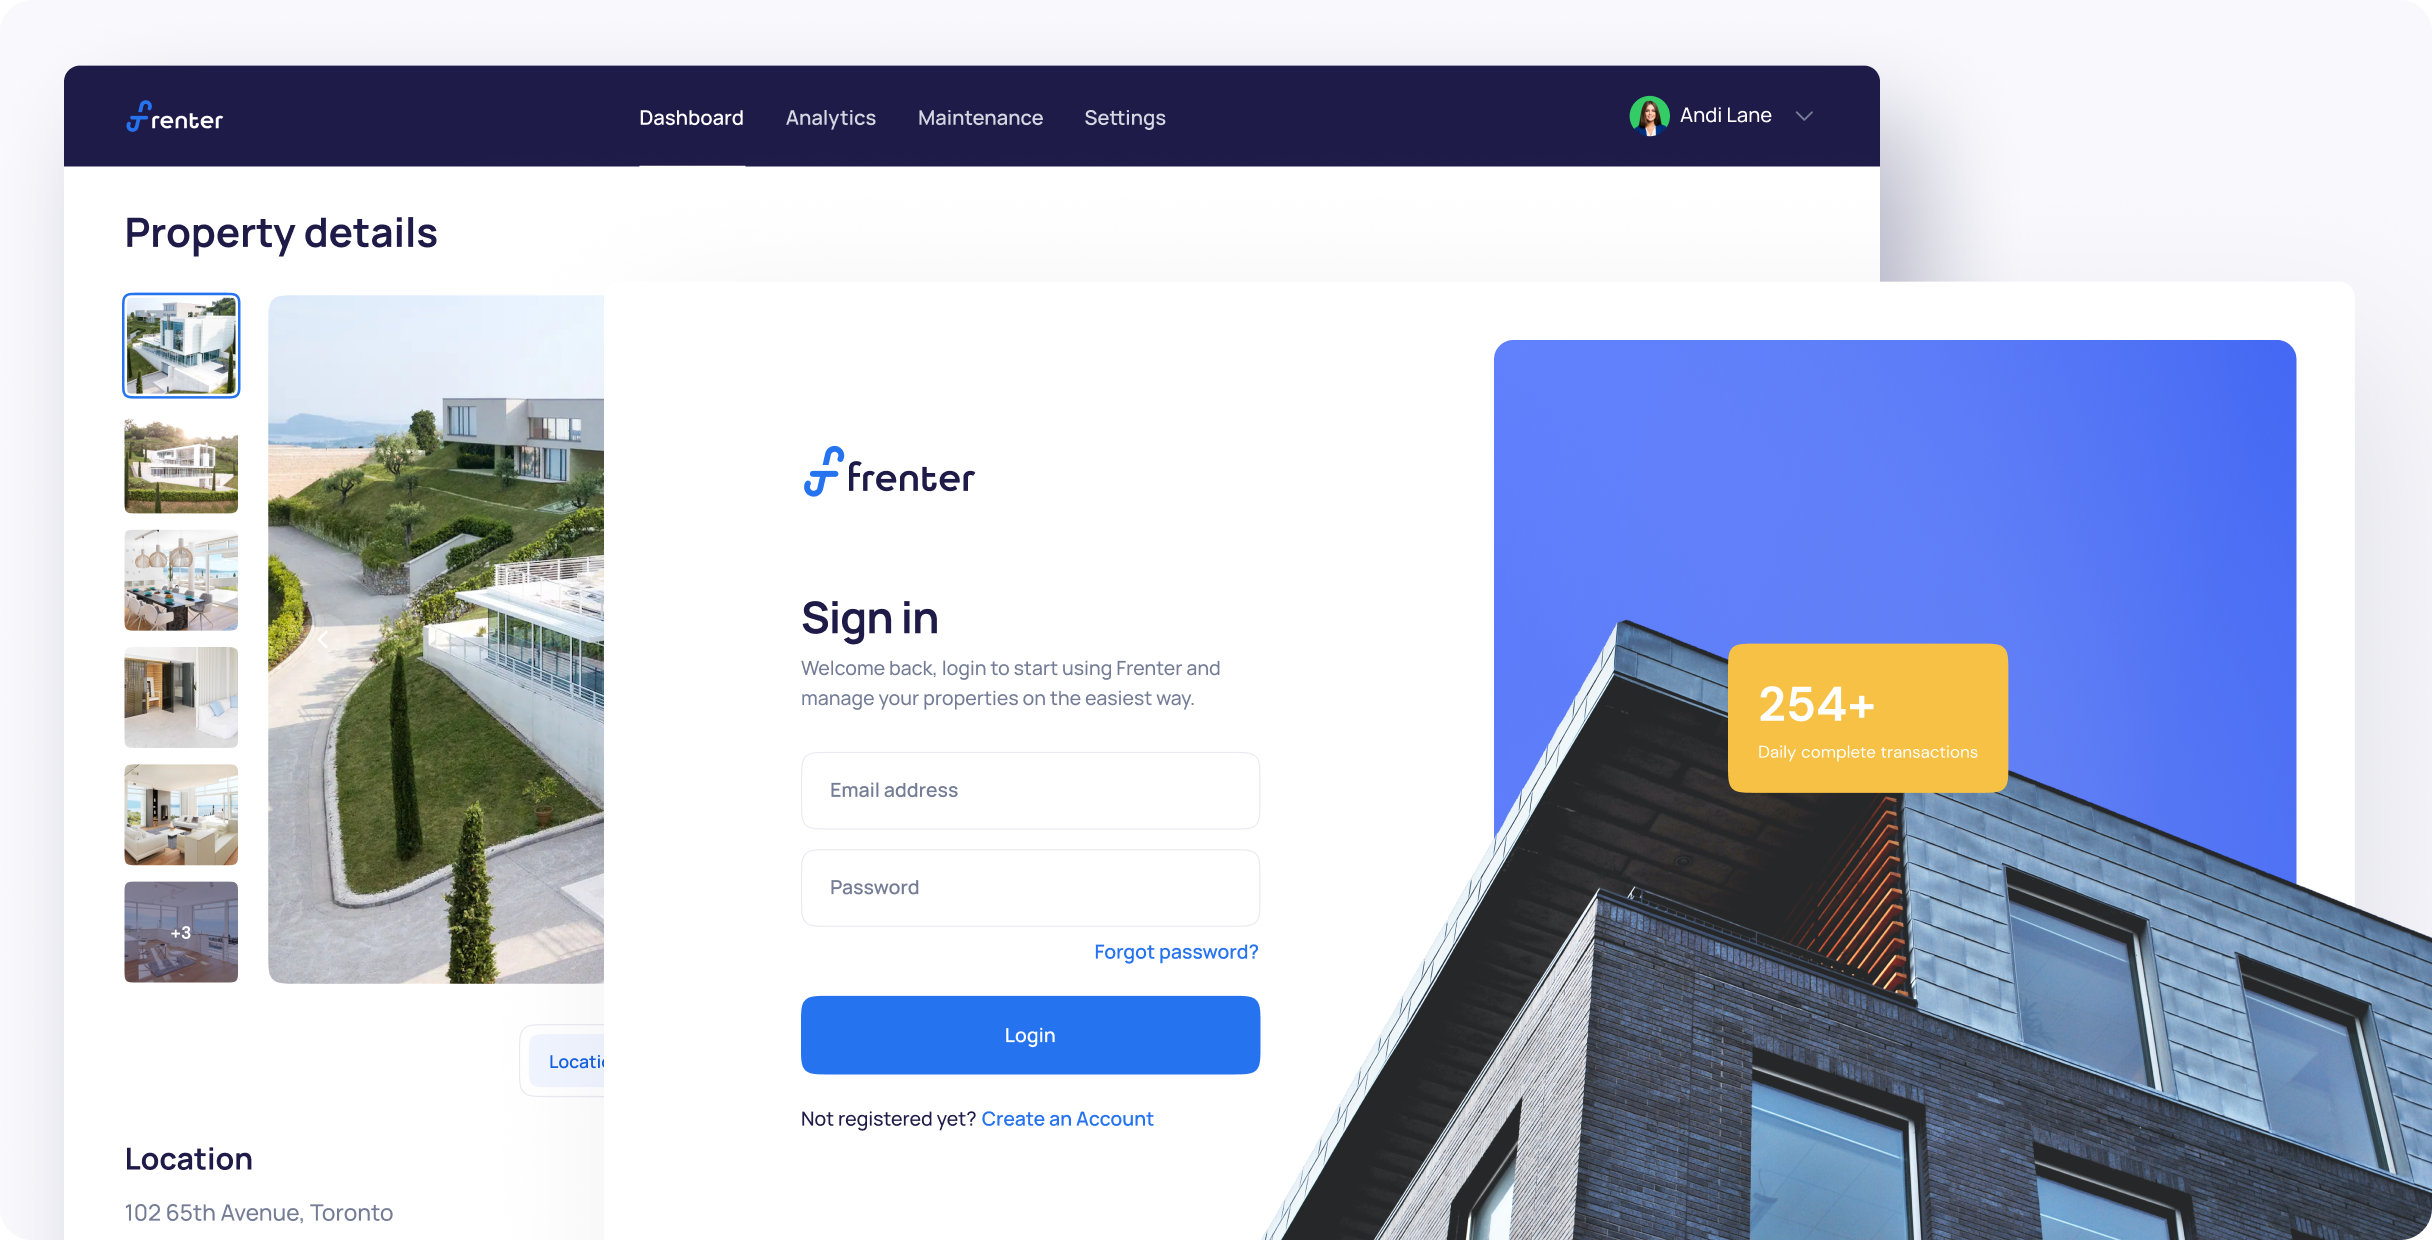 frenter
Dashboard
Analytics
Maintenance
Settings
Andi Lane
Property details
+3
Locatio
Location
102 65th Avenue, Toronto
frenter
Sign in
Welcome back, login to start using Frenter and
manage your properties on the easiest way.
Email address
Password
Forgot password?
Login
Not registered yet? Create an Account
254+
Daily complete transactions